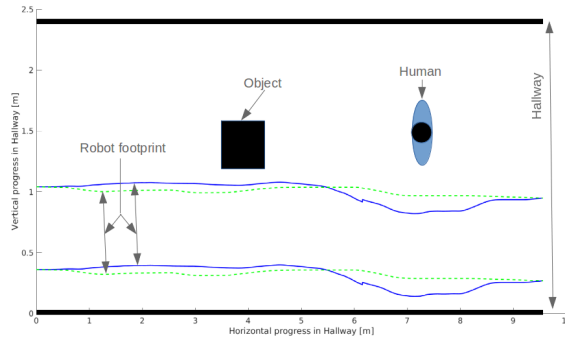 2.5
2
1.5
1
0.5
0
Vertical progress in Hallway [m]
Object
Human
Hallway
Robot footprint
0 1 2 3 4 5 6 7 8 9 1
Horizontal progress in Hallway [m]